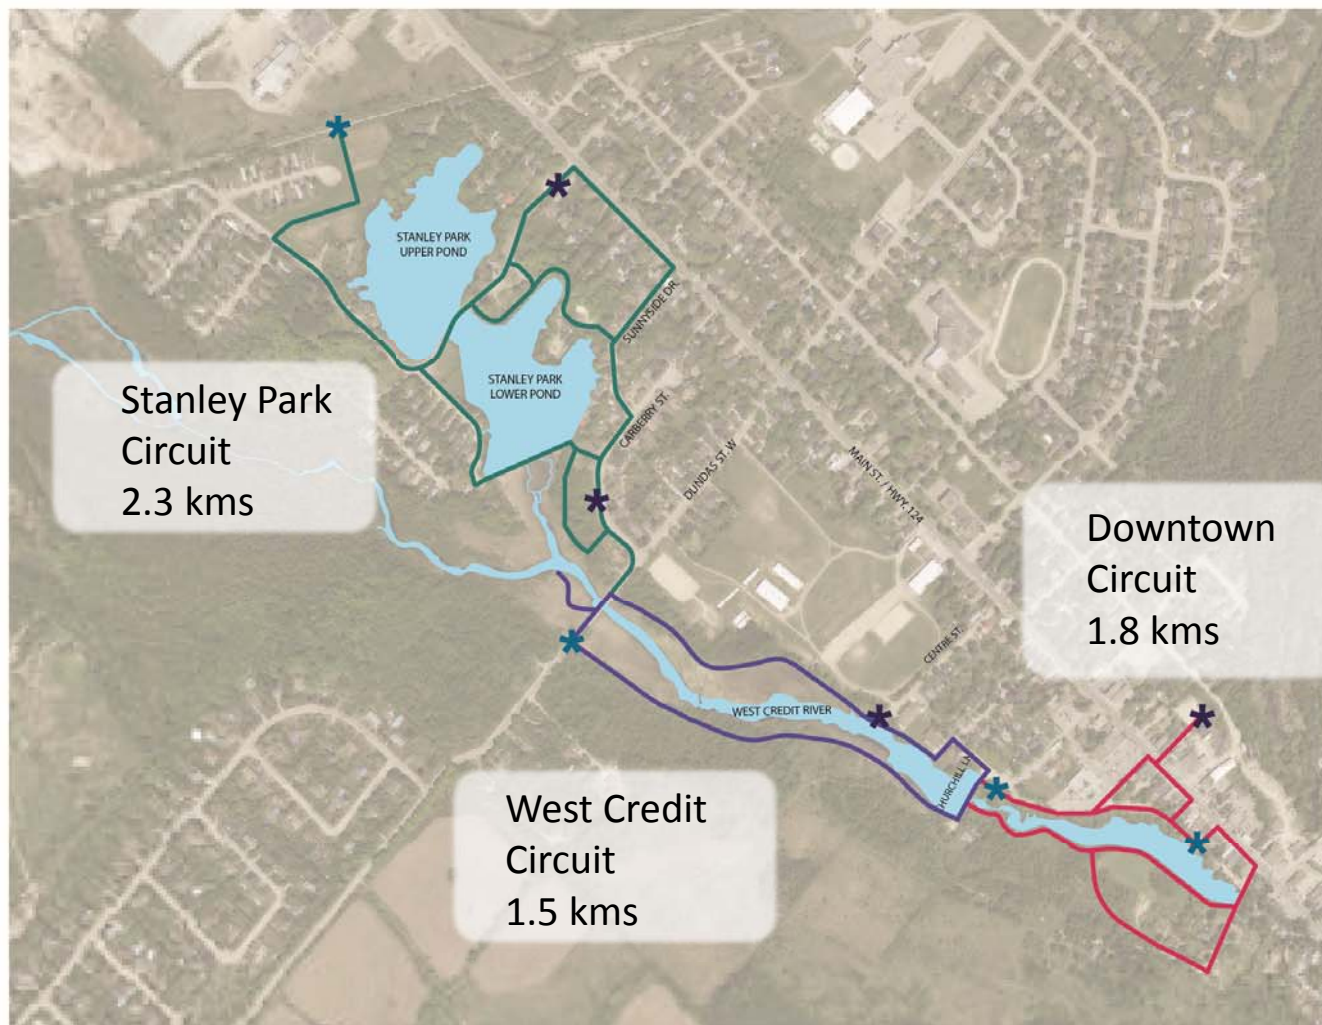 STANLEY PARK
UPPER POND
SUNNYSIDE DR.
STANLEY PARK
LOWER POND
Stanley Park
Circuit
2.3 kms
CARBERRY ST.
DUNDAS ST. W
MAIN ST. / HWY. 124
Downtown
Circuit
1.8 kms
CENTRE ST.
WEST CREDIT RIVER
HURCHILL LN
West Credit
Circuit
1.5 kms